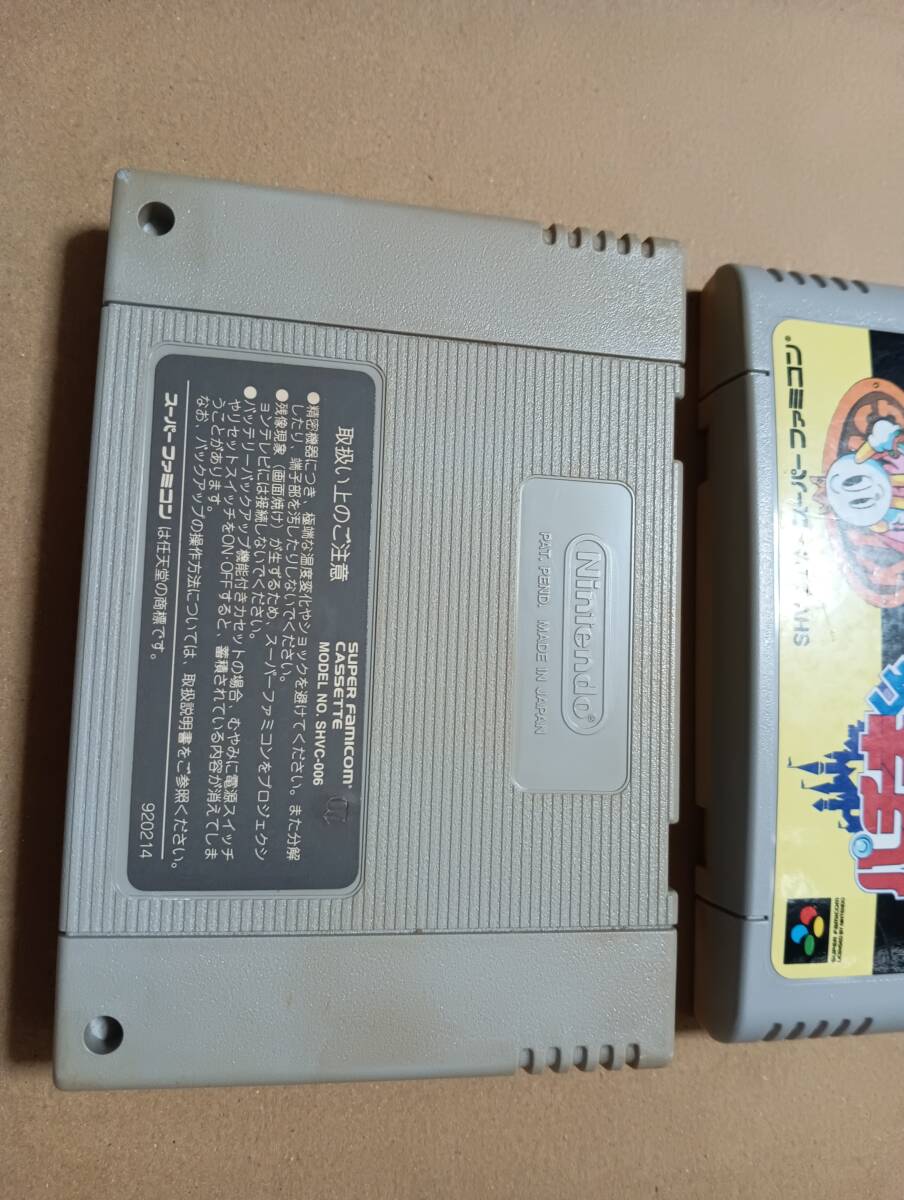 SUPER FAMICOM®
CASSETTE
MODEL NO. SHVC-006
取扱い上のご注意
●精密機器につき、極端な温度変化やショックを避けてください。また分解
したり、端子部を汚したりしないでください。
●残像現象(画面焼け)が生ずるため、スーパーファミコンをプロジェクシ
ョンテレビには接続しないでください。
●バッテリーバックアップ機能付きカセットの場合、むやみに電源スイッチ
やリセットスイッチをON・OFFすると、蓄積されている内容が消えてしま
うことがあります。
なお、バックアップの操作方法については、取扱説明書をご参照ください。
スーパーファミコンは任天堂の商標です。
920214
Nintendo®
PAT. PEND. MADE IN JAPAN
スーパーファミコン®
SHV
パチ
SUPER FAMICOM
LICENSED BY NINTENDO